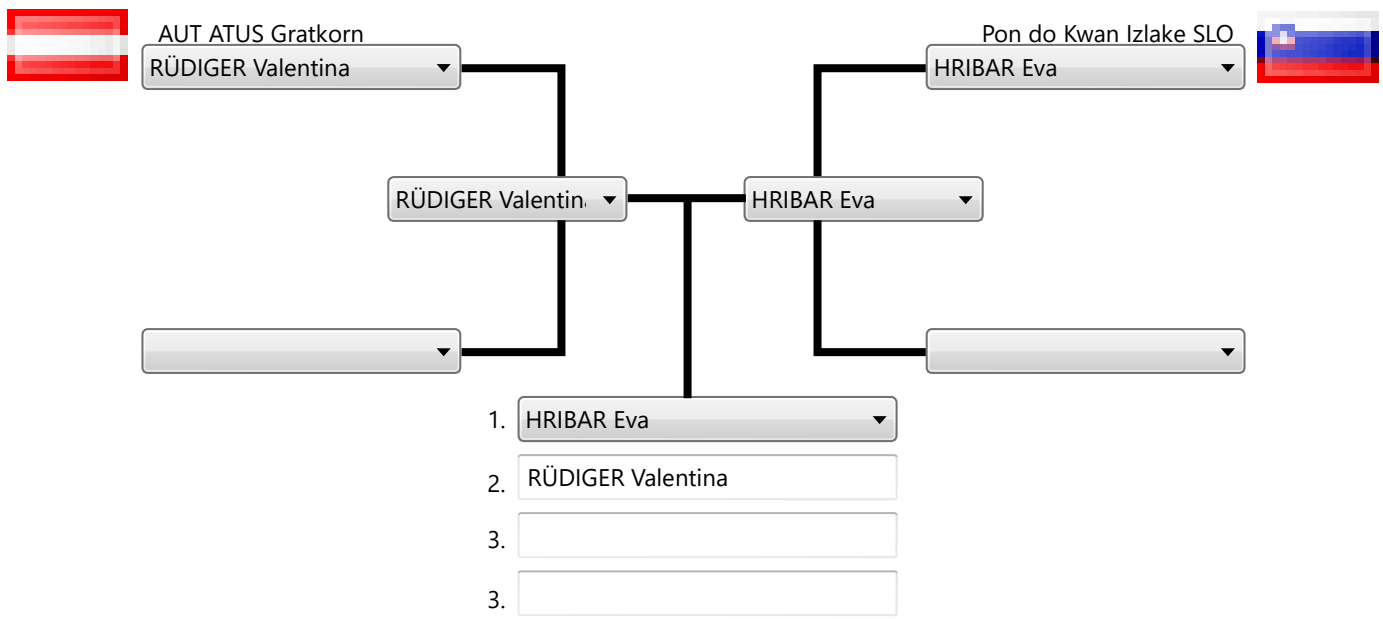 AUT ATUS Gratkorn
Pon do Kwan Izlake SLO
RÜDIGER Valentina
HRIBAR Eva
RÜDIGER Valentin
HRIBAR Eva
1. HRIBAR Eva
2. RÜDIGER Valentina
3.
3.